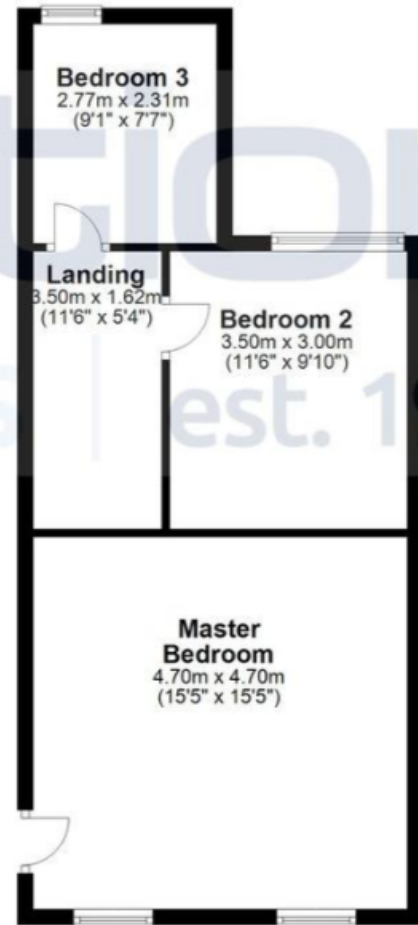 Bedroom 3
2.77m x 2.31m
(9'1" x 7'7")
Landing
3.50m x 1.62m
(11'6" x 5'4")
Bedroom 2
3.50m x 3.00m
(11'6" x 9'10")
est.
Master
Bedroom
4.70m x 4.70m
(15'5" x 15'5")